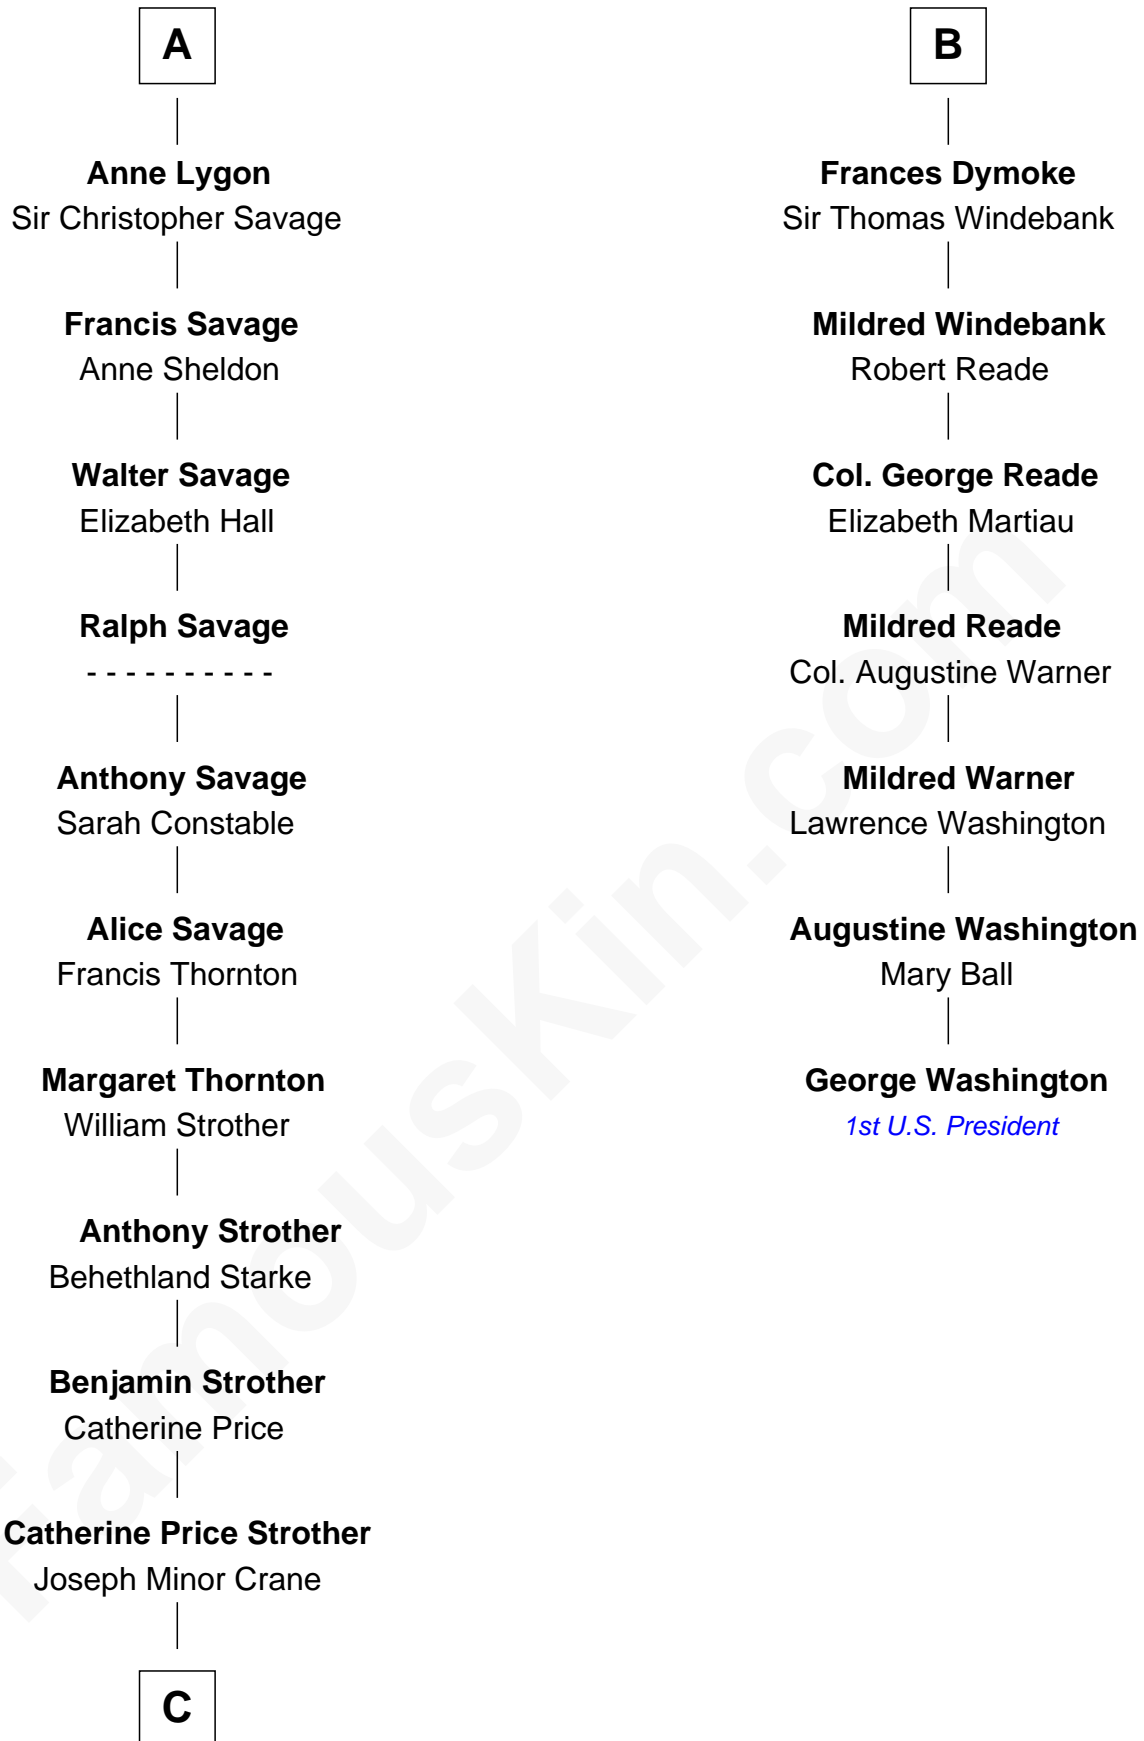 A
Anne Lygon
Sir Christopher Savage
Francis Savage
Anne Sheldon
Walter Savage
Elizabeth Hall
Ralph Savage
- - - - - - - - - -
Anthony Savage
Sarah Constable
Alice Savage
Francis Thornton
Margaret Thornton
William Strother
Anthony Strother
Behethland Starke
Benjamin Strother
Catherine Price
Catherine Price Strother
Joseph Minor Crane
C
B
Frances Dymoke
Sir Thomas Windebank
Mildred Windebank
Robert Reade
Col. George Reade
Elizabeth Martiau
Mildred Reade
Col. Augustine Warner
Mildred Warner
Lawrence Washington
Augustine Washington
Mary Ball
George Washington
1st U.S. President
FamousKin.com